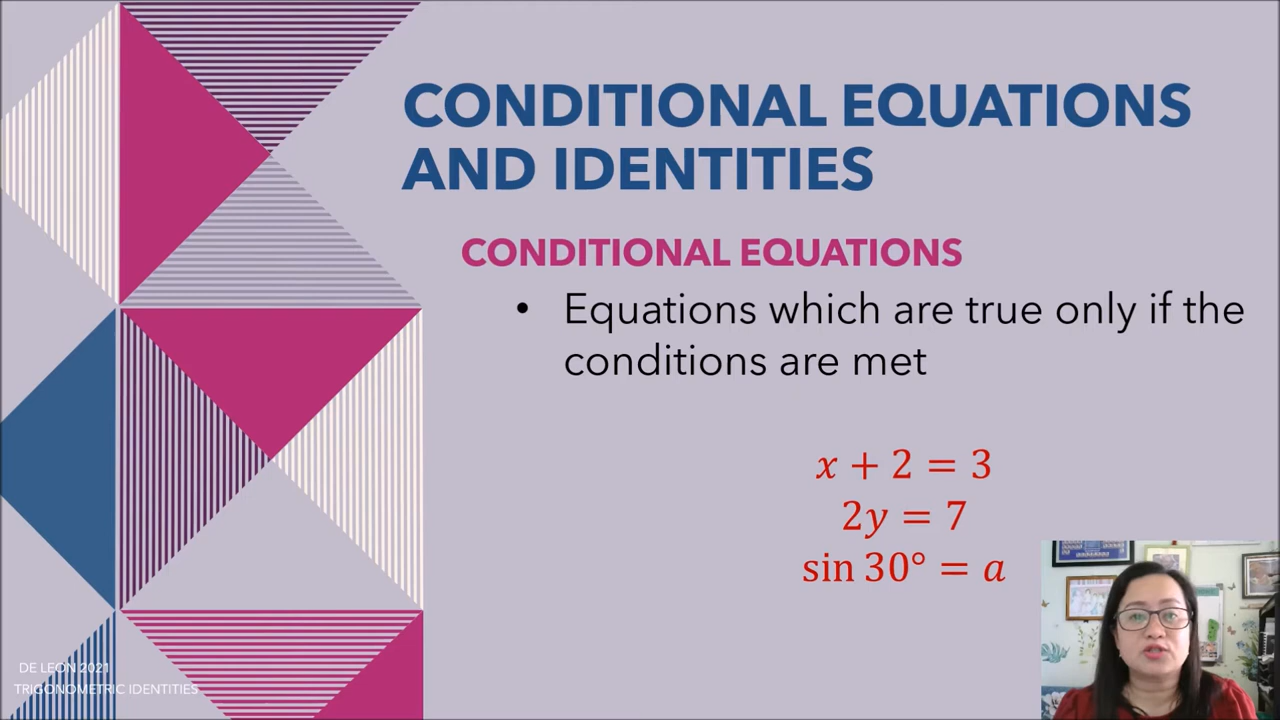 CONDITIONAL EQUATIONS
AND IDENTITIES
CONDITIONAL EQUATIONS
• Equations which are true only if the
conditions are met
x + 2 = 3
2y = 7
sin 30° = a
DE LEON 2021
TRIGONOMETRIC IDENTITIES